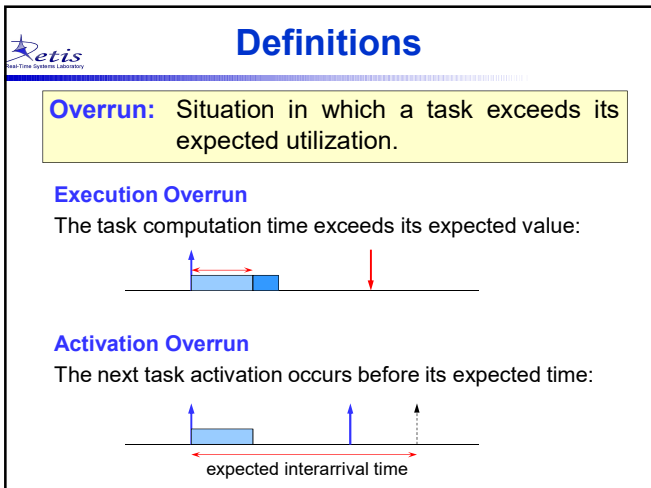 Definitions
Retis
Real-Time Systems Laboratory
Overrun: Situation in which a task exceeds its
expected utilization.
Execution Overrun
The task computation time exceeds its expected value:
Activation Overrun
The next task activation occurs before its expected time:
expected interarrival time